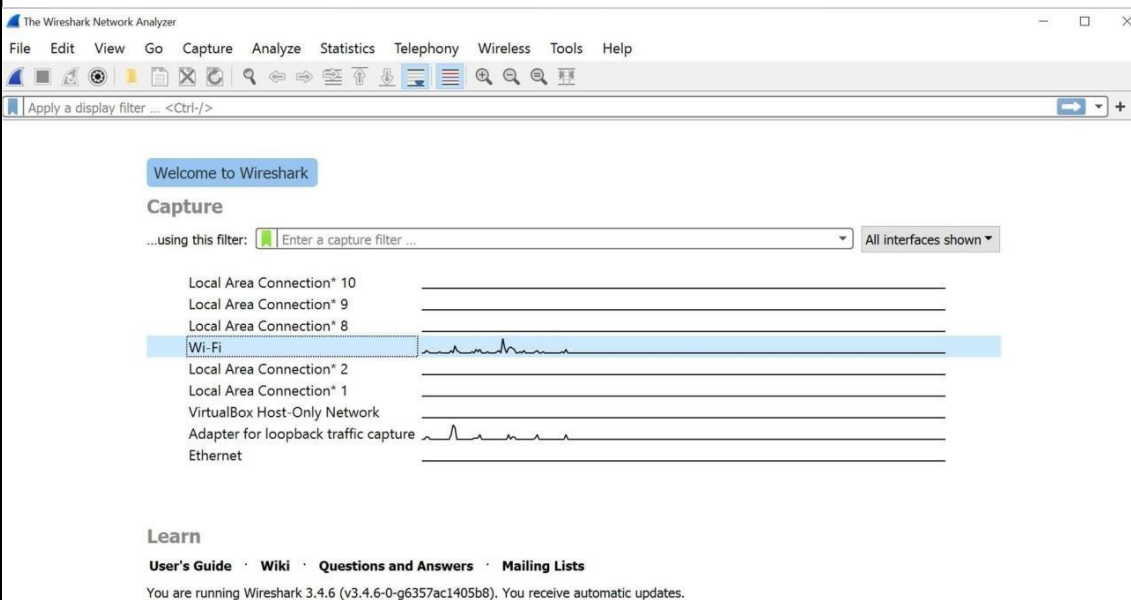 The Wireshark Network Analyzer
File Edit View Go Capture Analyze Statistics Telephony Wireless Tools Help
Apply a display filter ... <Ctrl-/>
+
Welcome to Wireshark
Capture
...using this filter: Enter a capture filter ... All interfaces shown
Local Area Connection* 10
Local Area Connection* 9
Local Area Connection* 8
Wi-Fi
Local Area Connection* 2
Local Area Connection* 1
VirtualBox Host-Only Network
Adapter for loopback traffic capture
Ethernet
Learn
User's Guide · Wiki · Questions and Answers · Mailing Lists
You are running Wireshark 3.4.6 (v3.4.6-0-g6357ac1405b8). You receive automatic updates.